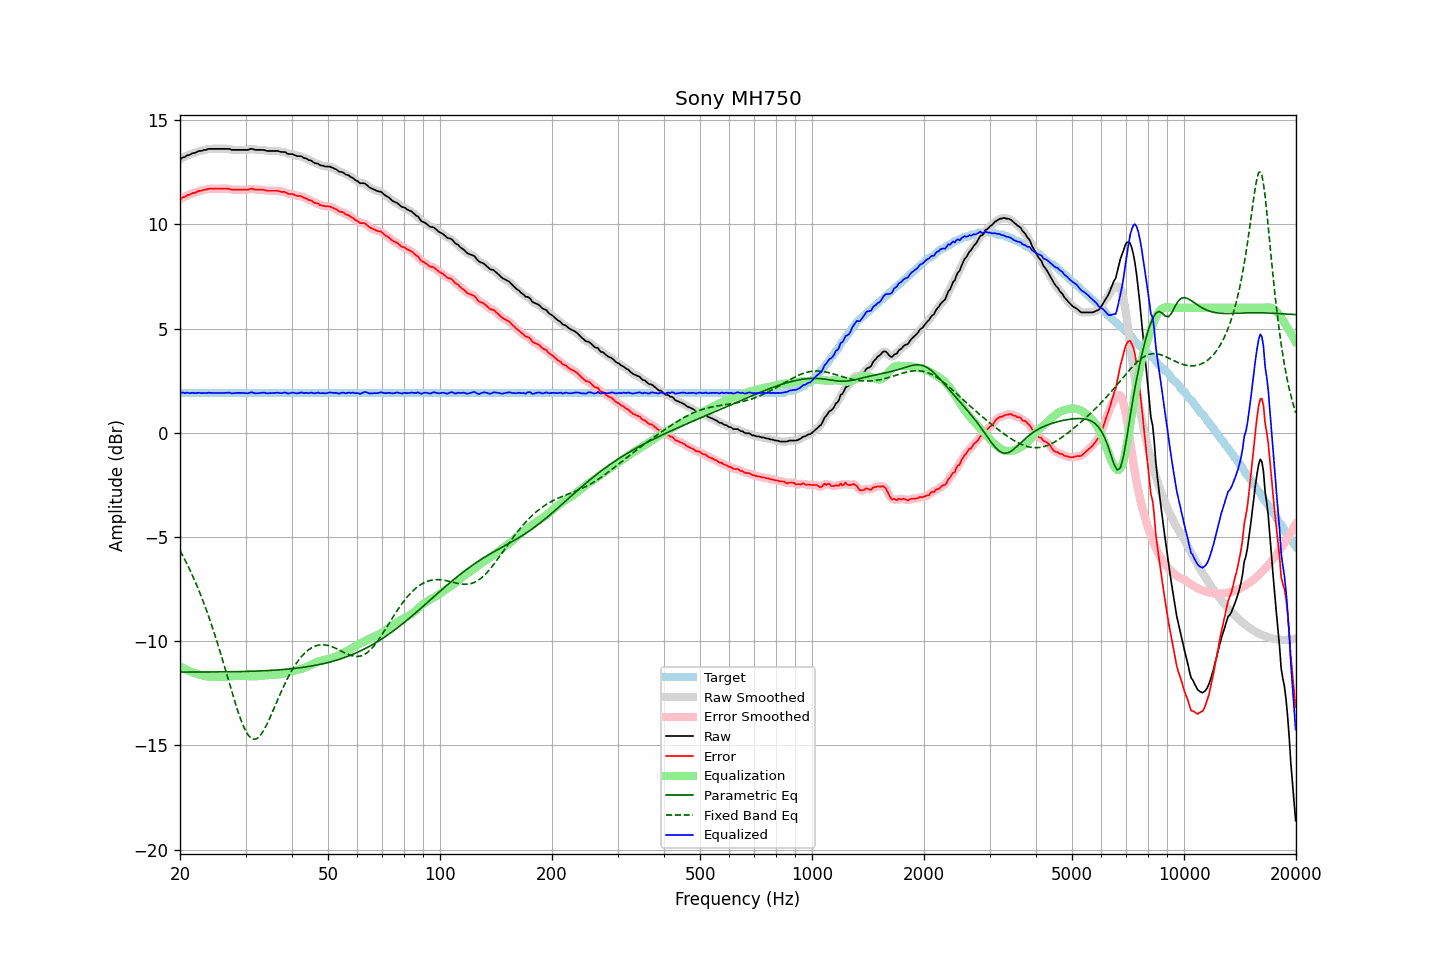 Sony MH750
Amplitude (dBr)
15
10
5
0
−5
−10
−15
−20
20
50
100
200
500
1000
2000
5000
10000
20000
Frequency (Hz)
Target
Raw Smoothed
Error Smoothed
Raw
Error
Equalization
Parametric Eq
Fixed Band Eq
Equalized